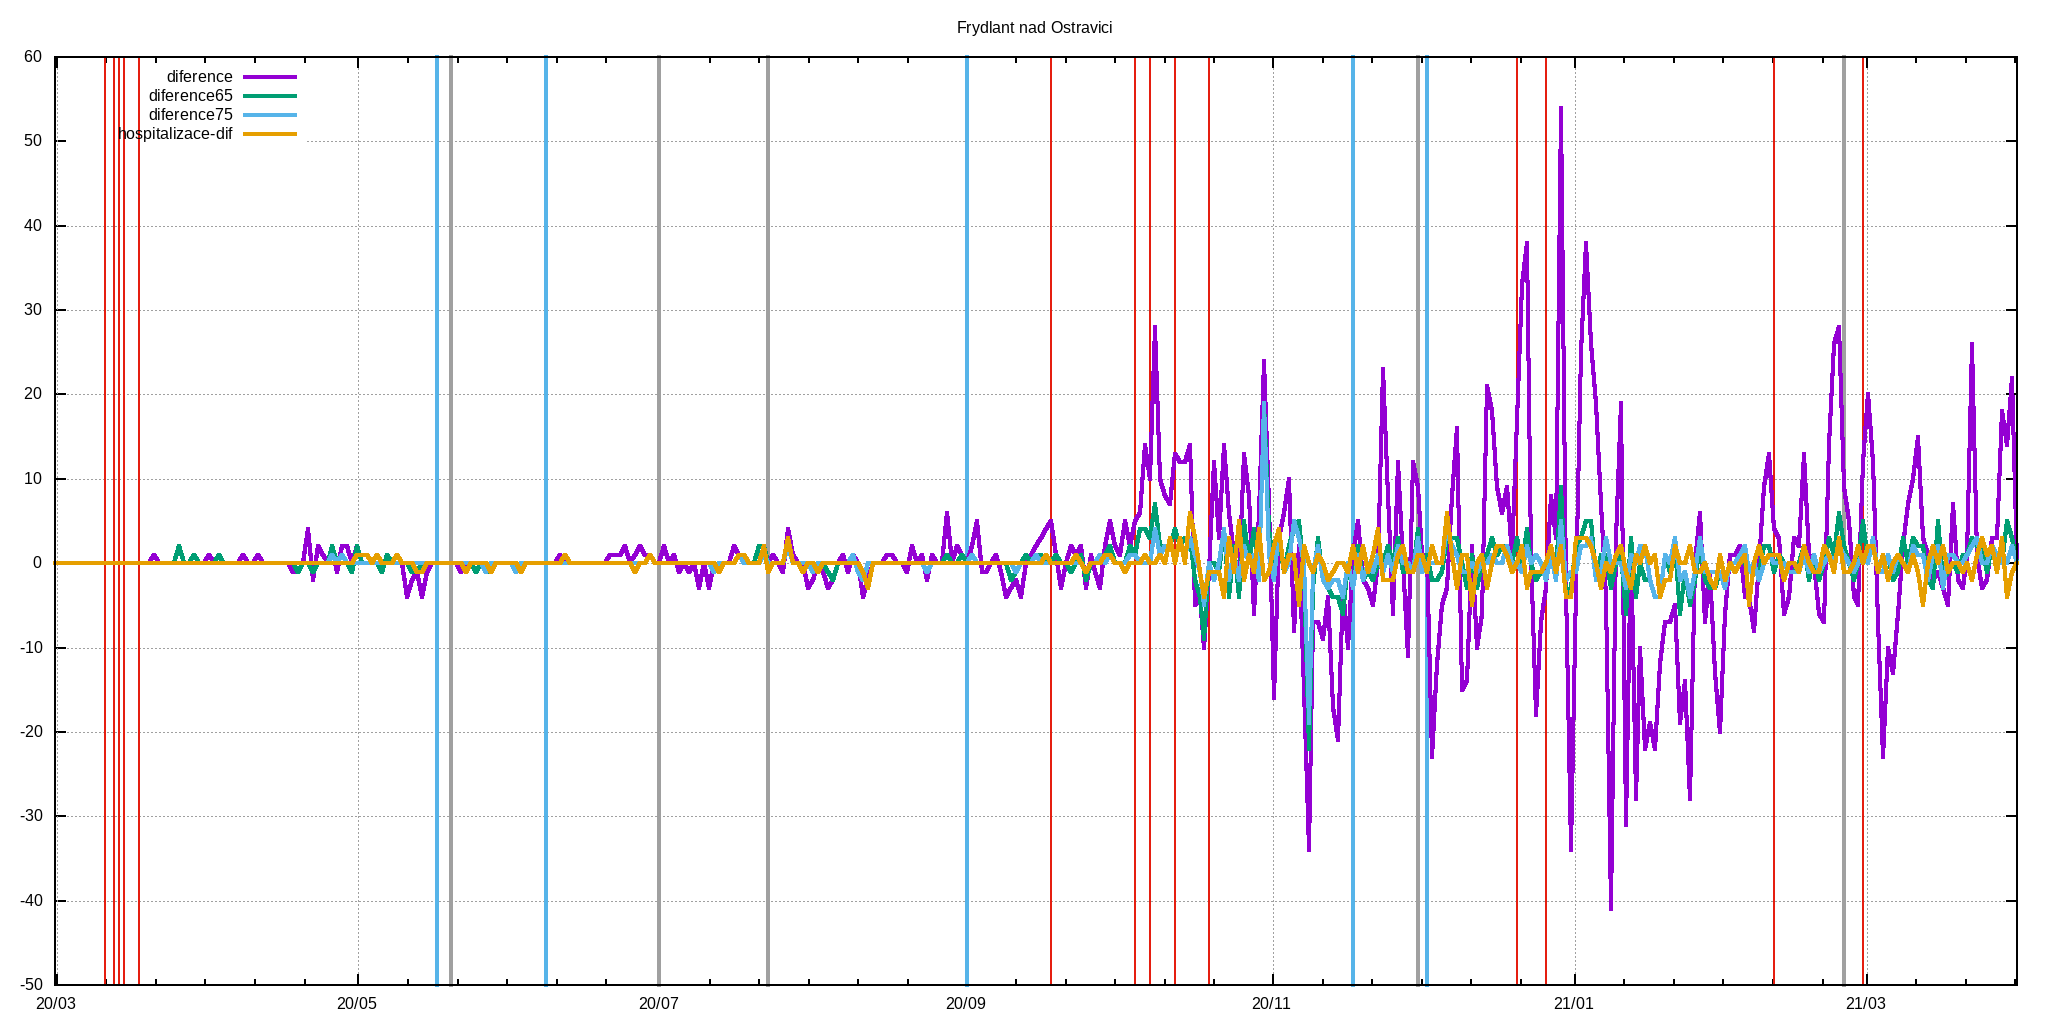 Frydlant nad Ostravici
60
50
40
30
20
10
0
-10
-20
-30
-40
-50
diference
diference65
diference75
hospitalizace-dif
20/03 20/05 20/07 20/09 20/11 21/01 21/03